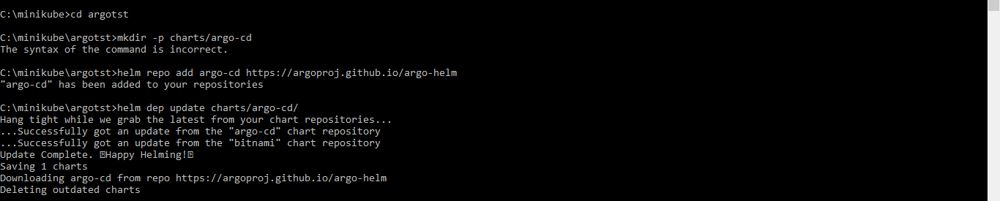 C:\minikube>cd argotst
C:\minikube\argotst>mkdir -p charts/argo-cd
The syntax of the command is incorrect.
C:\minikube\argotst>helm repo add argo-cd https://argoproj.github.io/argo-helm
"argo-cd" has been added to your repositories
C:\minikube\argotst>helm dep update charts/argo-cd/
Hang tight while we grab the latest from your chart repositories...
...Successfully got an update from the "argo-cd" chart repository
...Successfully got an update from the "bitnami" chart repository
Update Complete. ⍰Happy Helming!⍰
Saving 1 charts
Downloading argo-cd from repo https://argoproj.github.io/argo-helm
Deleting outdated charts